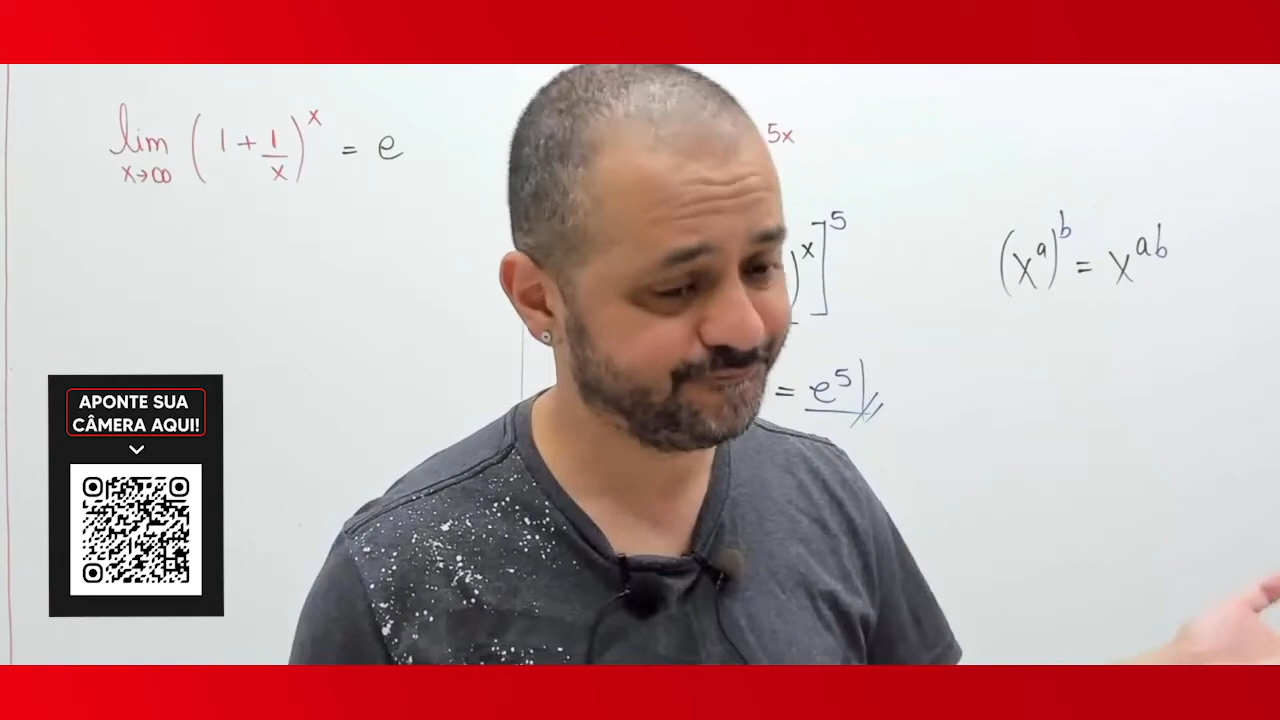 lim (1 + 1/x)^x = e
x→∞
5x
)^x]^5
(x^a)^b = x^ab
= e^5
APONTE SUA
CÂMERA AQUI!